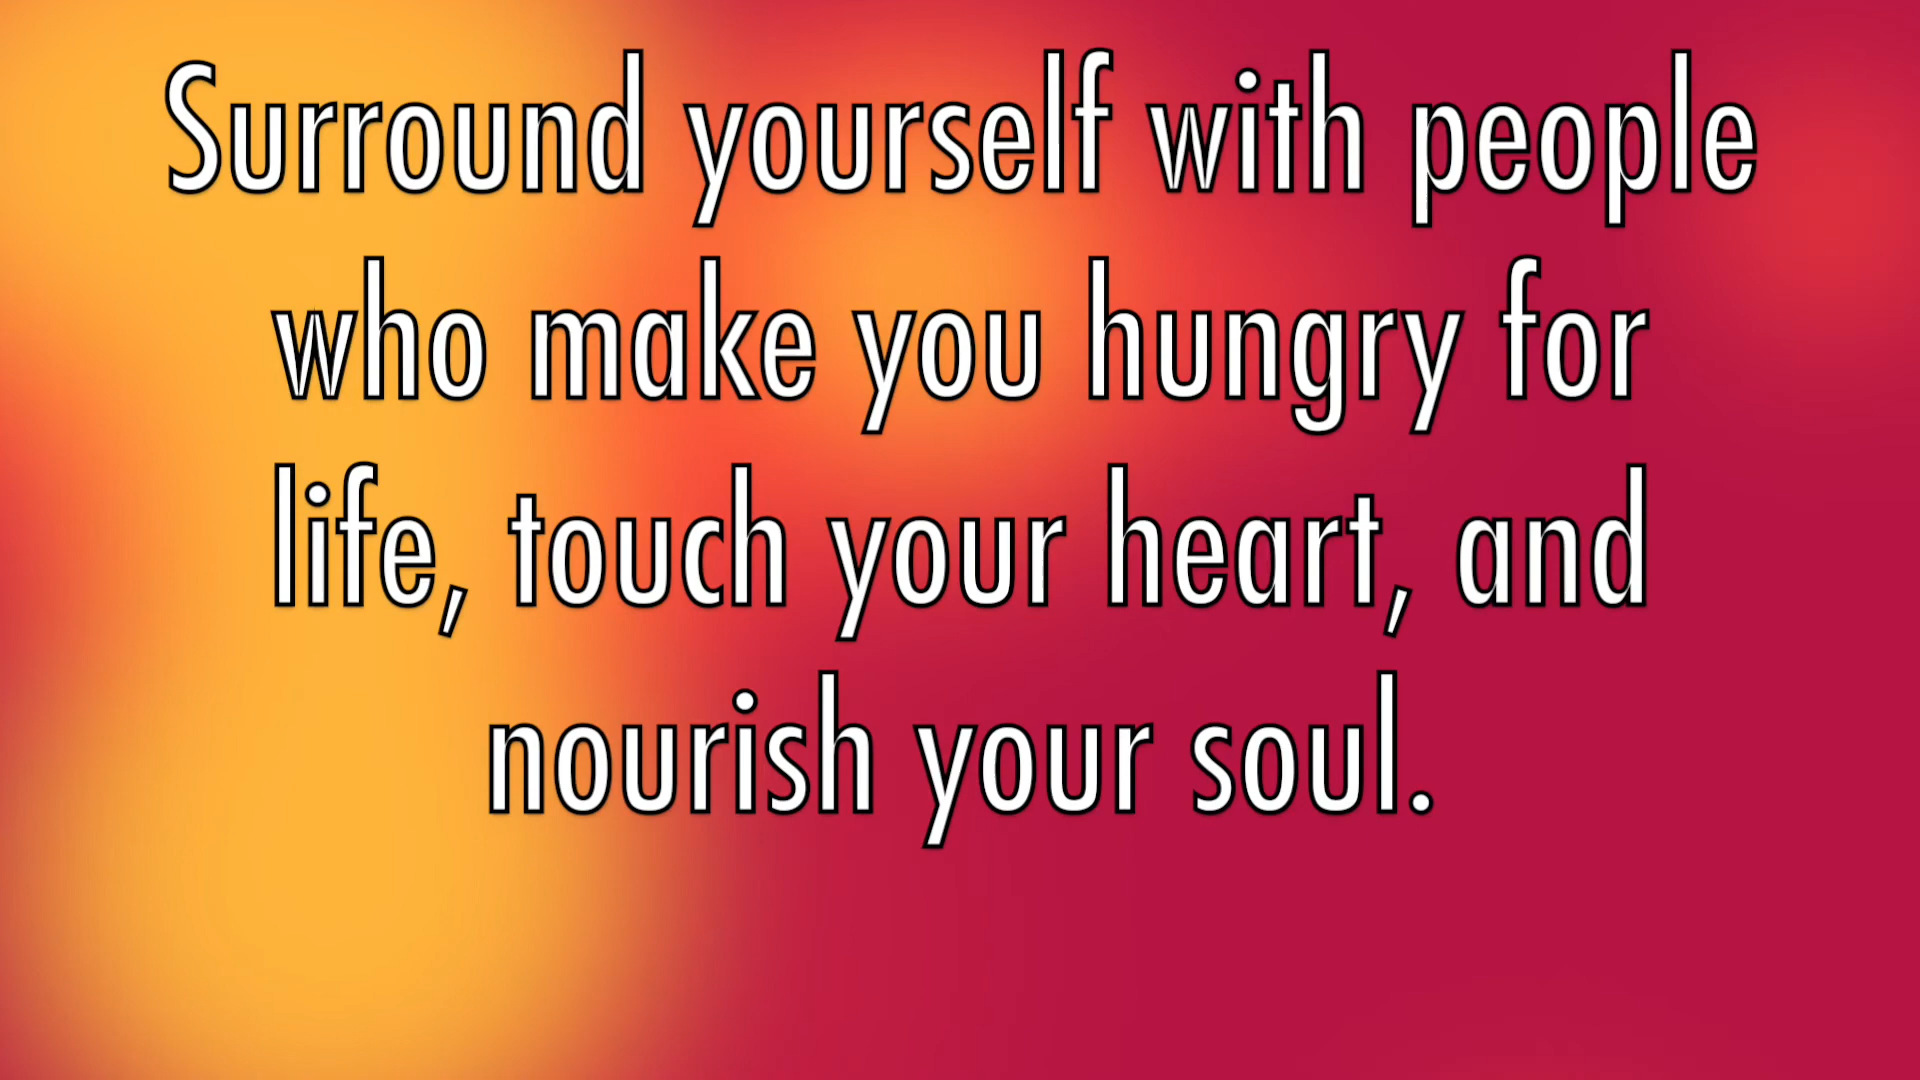 Surround yourself with people
who make you hungry for
life, touch your heart, and
nourish your soul.